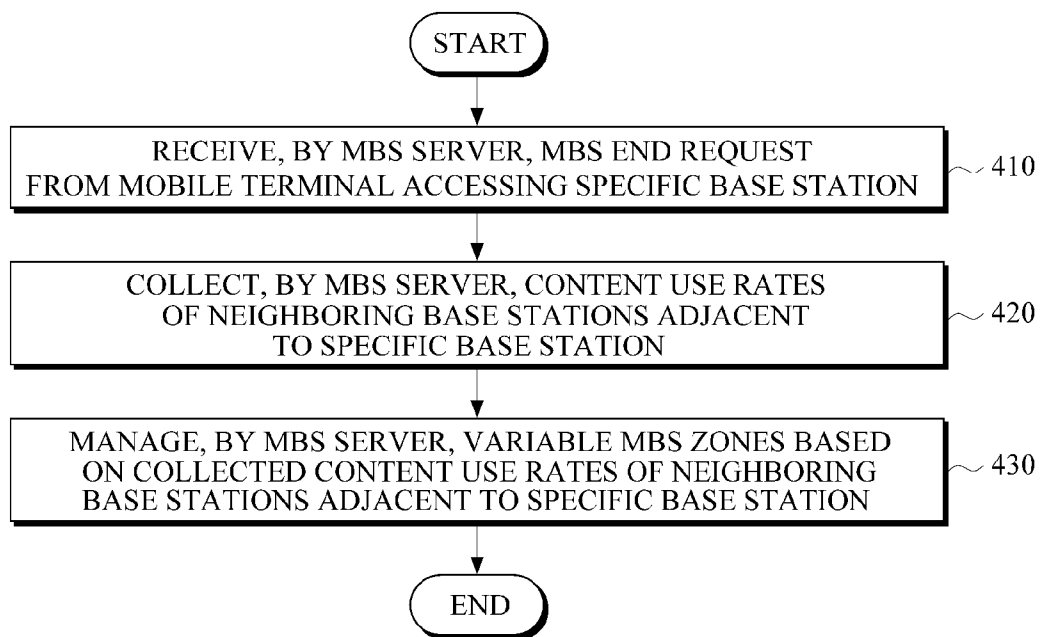 START
RECEIVE, BY MBS SERVER, MBS END REQUEST
FROM MOBILE TERMINAL ACCESSING SPECIFIC BASE STATION
410
COLLECT, BY MBS SERVER, CONTENT USE RATES
OF NEIGHBORING BASE STATIONS ADJACENT
TO SPECIFIC BASE STATION
420
MANAGE, BY MBS SERVER, VARIABLE MBS ZONES BASED
ON COLLECTED CONTENT USE RATES OF NEIGHBORING
BASE STATIONS ADJACENT TO SPECIFIC BASE STATION
430
END